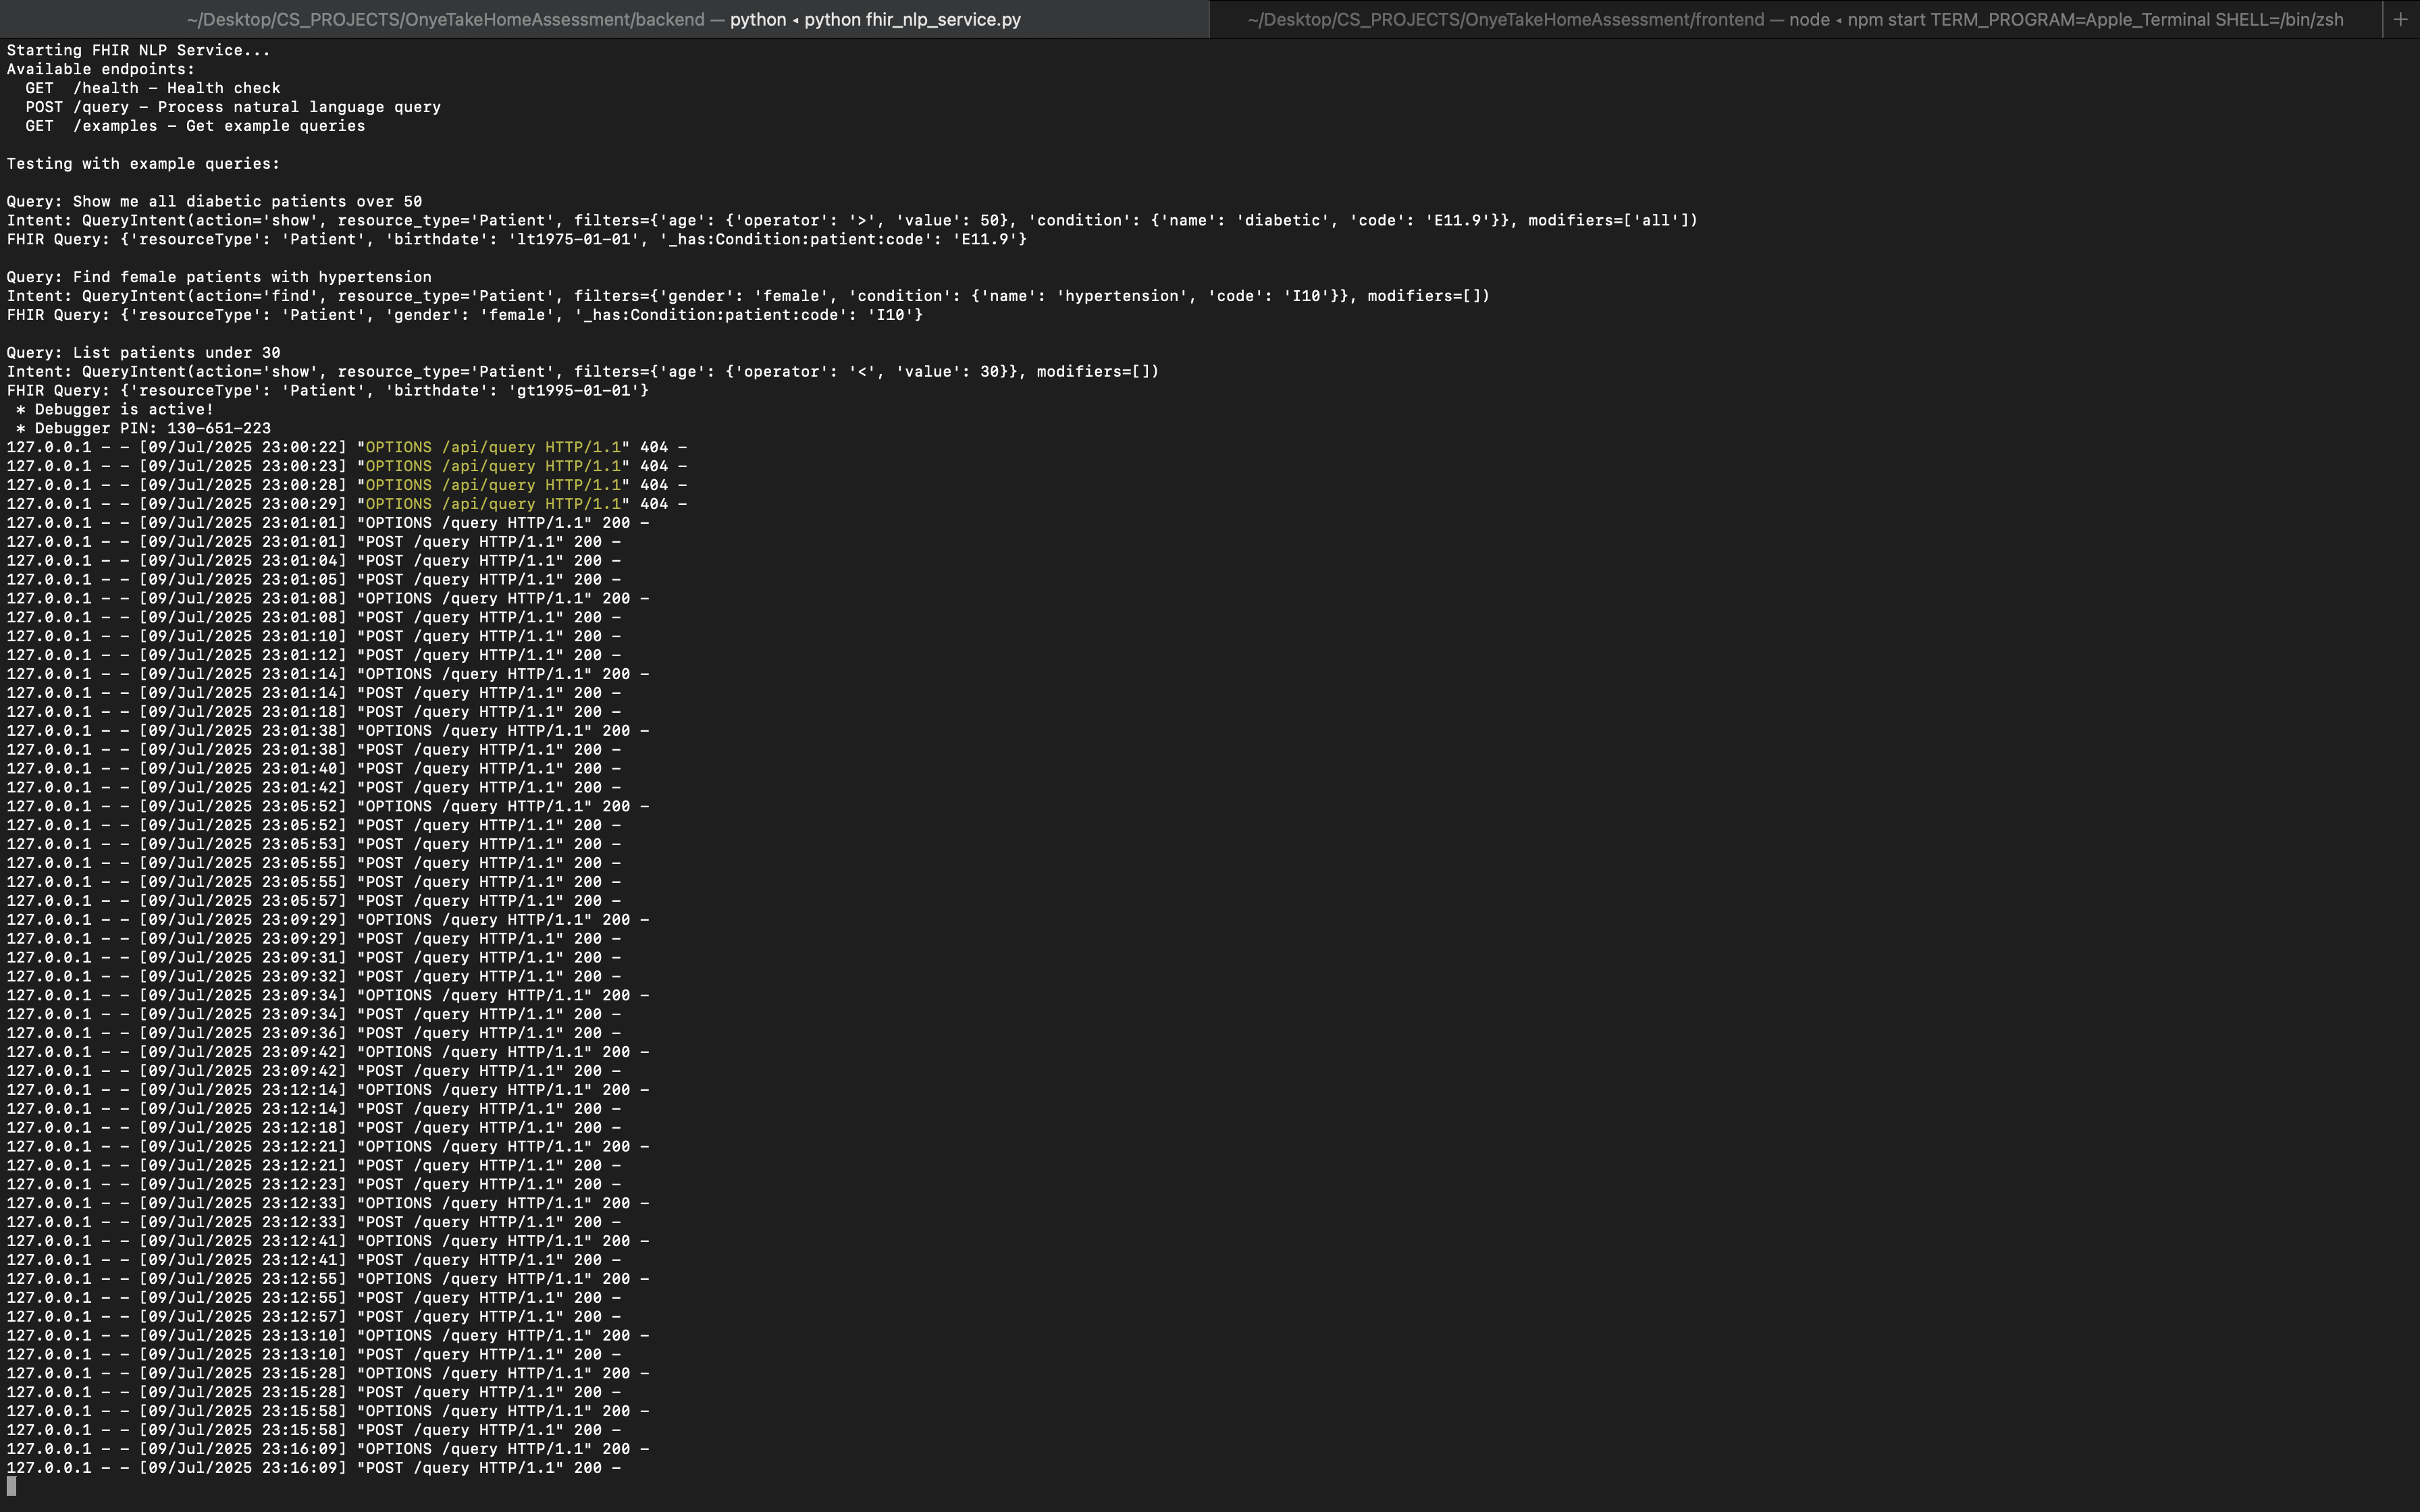 ~/Desktop/CS_PROJECTS/OnyeTakeHomeAssessment/backend — python ◂ python fhir_nlp_service.py
~/Desktop/CS_PROJECTS/OnyeTakeHomeAssessment/frontend — node ◂ npm start TERM_PROGRAM=Apple_Terminal SHELL=/bin/zsh
+
Starting FHIR NLP Service...
Available endpoints:
  GET  /health – Health check
  POST /query – Process natural language query
  GET  /examples – Get example queries

Testing with example queries:

Query: Show me all diabetic patients over 50
Intent: QueryIntent(action='show', resource_type='Patient', filters={'age': {'operator': '>', 'value': 50}, 'condition': {'name': 'diabetic', 'code': 'E11.9'}}, modifiers=['all'])
FHIR Query: {'resourceType': 'Patient', 'birthdate': 'lt1975-01-01', '_has:Condition:patient:code': 'E11.9'}

Query: Find female patients with hypertension
Intent: QueryIntent(action='find', resource_type='Patient', filters={'gender': 'female', 'condition': {'name': 'hypertension', 'code': 'I10'}}, modifiers=[])
FHIR Query: {'resourceType': 'Patient', 'gender': 'female', '_has:Condition:patient:code': 'I10'}

Query: List patients under 30
Intent: QueryIntent(action='show', resource_type='Patient', filters={'age': {'operator': '<', 'value': 30}}, modifiers=[])
FHIR Query: {'resourceType': 'Patient', 'birthdate': 'gt1995-01-01'}
 * Debugger is active!
 * Debugger PIN: 130-651-223
127.0.0.1 - - [09/Jul/2025 23:00:22] "OPTIONS /api/query HTTP/1.1" 404 -
127.0.0.1 - - [09/Jul/2025 23:00:23] "OPTIONS /api/query HTTP/1.1" 404 -
127.0.0.1 - - [09/Jul/2025 23:00:28] "OPTIONS /api/query HTTP/1.1" 404 -
127.0.0.1 - - [09/Jul/2025 23:00:29] "OPTIONS /api/query HTTP/1.1" 404 -
127.0.0.1 - - [09/Jul/2025 23:01:01] "OPTIONS /query HTTP/1.1" 200 -
127.0.0.1 - - [09/Jul/2025 23:01:01] "POST /query HTTP/1.1" 200 -
127.0.0.1 - - [09/Jul/2025 23:01:04] "POST /query HTTP/1.1" 200 -
127.0.0.1 - - [09/Jul/2025 23:01:05] "POST /query HTTP/1.1" 200 -
127.0.0.1 - - [09/Jul/2025 23:01:08] "OPTIONS /query HTTP/1.1" 200 -
127.0.0.1 - - [09/Jul/2025 23:01:08] "POST /query HTTP/1.1" 200 -
127.0.0.1 - - [09/Jul/2025 23:01:10] "POST /query HTTP/1.1" 200 -
127.0.0.1 - - [09/Jul/2025 23:01:12] "POST /query HTTP/1.1" 200 -
127.0.0.1 - - [09/Jul/2025 23:01:14] "OPTIONS /query HTTP/1.1" 200 -
127.0.0.1 - - [09/Jul/2025 23:01:14] "POST /query HTTP/1.1" 200 -
127.0.0.1 - - [09/Jul/2025 23:01:18] "POST /query HTTP/1.1" 200 -
127.0.0.1 - - [09/Jul/2025 23:01:38] "OPTIONS /query HTTP/1.1" 200 -
127.0.0.1 - - [09/Jul/2025 23:01:38] "POST /query HTTP/1.1" 200 -
127.0.0.1 - - [09/Jul/2025 23:01:40] "POST /query HTTP/1.1" 200 -
127.0.0.1 - - [09/Jul/2025 23:01:42] "POST /query HTTP/1.1" 200 -
127.0.0.1 - - [09/Jul/2025 23:05:52] "OPTIONS /query HTTP/1.1" 200 -
127.0.0.1 - - [09/Jul/2025 23:05:52] "POST /query HTTP/1.1" 200 -
127.0.0.1 - - [09/Jul/2025 23:05:53] "POST /query HTTP/1.1" 200 -
127.0.0.1 - - [09/Jul/2025 23:05:55] "POST /query HTTP/1.1" 200 -
127.0.0.1 - - [09/Jul/2025 23:05:55] "POST /query HTTP/1.1" 200 -
127.0.0.1 - - [09/Jul/2025 23:05:57] "POST /query HTTP/1.1" 200 -
127.0.0.1 - - [09/Jul/2025 23:09:29] "OPTIONS /query HTTP/1.1" 200 -
127.0.0.1 - - [09/Jul/2025 23:09:29] "POST /query HTTP/1.1" 200 -
127.0.0.1 - - [09/Jul/2025 23:09:31] "POST /query HTTP/1.1" 200 -
127.0.0.1 - - [09/Jul/2025 23:09:32] "POST /query HTTP/1.1" 200 -
127.0.0.1 - - [09/Jul/2025 23:09:34] "OPTIONS /query HTTP/1.1" 200 -
127.0.0.1 - - [09/Jul/2025 23:09:34] "POST /query HTTP/1.1" 200 -
127.0.0.1 - - [09/Jul/2025 23:09:36] "POST /query HTTP/1.1" 200 -
127.0.0.1 - - [09/Jul/2025 23:09:42] "OPTIONS /query HTTP/1.1" 200 -
127.0.0.1 - - [09/Jul/2025 23:09:42] "POST /query HTTP/1.1" 200 -
127.0.0.1 - - [09/Jul/2025 23:12:14] "OPTIONS /query HTTP/1.1" 200 -
127.0.0.1 - - [09/Jul/2025 23:12:14] "POST /query HTTP/1.1" 200 -
127.0.0.1 - - [09/Jul/2025 23:12:18] "POST /query HTTP/1.1" 200 -
127.0.0.1 - - [09/Jul/2025 23:12:21] "OPTIONS /query HTTP/1.1" 200 -
127.0.0.1 - - [09/Jul/2025 23:12:21] "POST /query HTTP/1.1" 200 -
127.0.0.1 - - [09/Jul/2025 23:12:23] "POST /query HTTP/1.1" 200 -
127.0.0.1 - - [09/Jul/2025 23:12:33] "OPTIONS /query HTTP/1.1" 200 -
127.0.0.1 - - [09/Jul/2025 23:12:33] "POST /query HTTP/1.1" 200 -
127.0.0.1 - - [09/Jul/2025 23:12:41] "OPTIONS /query HTTP/1.1" 200 -
127.0.0.1 - - [09/Jul/2025 23:12:41] "POST /query HTTP/1.1" 200 -
127.0.0.1 - - [09/Jul/2025 23:12:55] "OPTIONS /query HTTP/1.1" 200 -
127.0.0.1 - - [09/Jul/2025 23:12:55] "POST /query HTTP/1.1" 200 -
127.0.0.1 - - [09/Jul/2025 23:12:57] "POST /query HTTP/1.1" 200 -
127.0.0.1 - - [09/Jul/2025 23:13:10] "OPTIONS /query HTTP/1.1" 200 -
127.0.0.1 - - [09/Jul/2025 23:13:10] "POST /query HTTP/1.1" 200 -
127.0.0.1 - - [09/Jul/2025 23:15:28] "OPTIONS /query HTTP/1.1" 200 -
127.0.0.1 - - [09/Jul/2025 23:15:28] "POST /query HTTP/1.1" 200 -
127.0.0.1 - - [09/Jul/2025 23:15:58] "OPTIONS /query HTTP/1.1" 200 -
127.0.0.1 - - [09/Jul/2025 23:15:58] "POST /query HTTP/1.1" 200 -
127.0.0.1 - - [09/Jul/2025 23:16:09] "OPTIONS /query HTTP/1.1" 200 -
127.0.0.1 - - [09/Jul/2025 23:16:09] "POST /query HTTP/1.1" 200 -